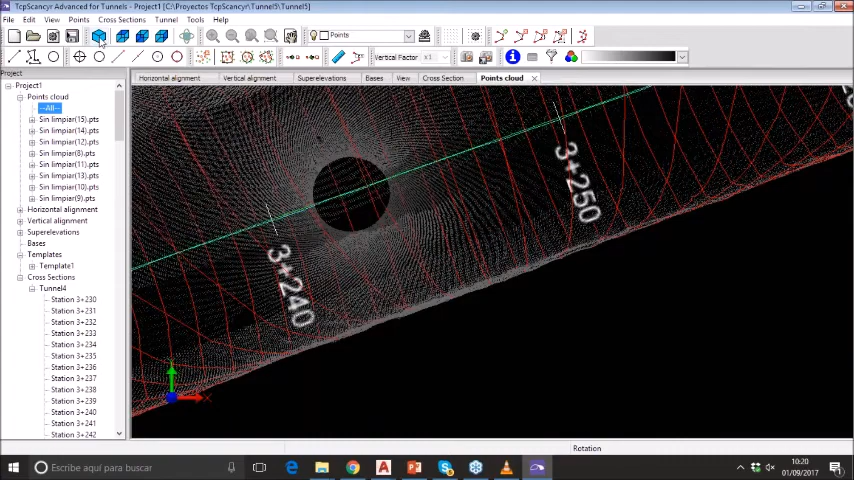 TcpScancyr Advanced for Tunnels - Project1 [C:\Proyectos TcpScancyr\Tunnel5\Tunnel5]
File Edit View Points Cross Sections Tunnel Tools Help
Points
Vertical Factor x1
Project
Horizontal alignment Vertical alignment Superelevations Bases View Cross Section Points cloud
Project1
Points cloud
--All--
Sin limpiar(15).pts
Sin limpiar(14).pts
Sin limpiar(12).pts
Sin limpiar(8).pts
Sin limpiar(11).pts
Sin limpiar(13).pts
Sin limpiar(10).pts
Sin limpiar(9).pts
Horizontal alignment
Vertical alignment
Superelevations
Bases
Templates
Template1
Cross Sections
Tunnel4
Station 3+230
Station 3+231
Station 3+232
Station 3+233
Station 3+234
Station 3+235
Station 3+236
Station 3+237
Station 3+238
Station 3+239
Station 3+240
Station 3+241
Station 3+242
3+250
3+240
Rotation
Escribe aquí para buscar
10:20
01/09/2017